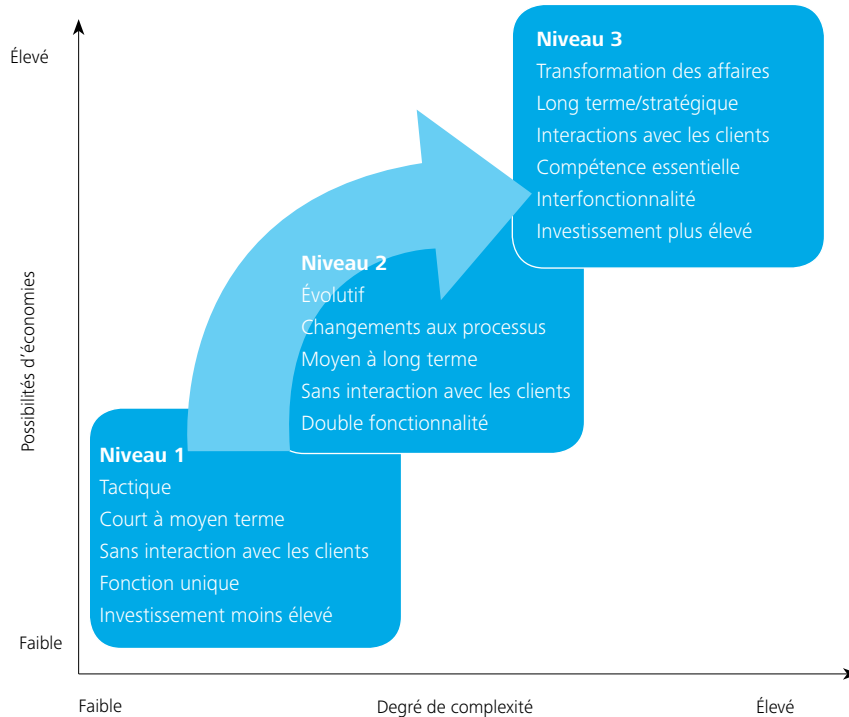 Élevé
Niveau 3
Transformation des affaires
Long terme/stratégique
Interactions avec les clients
Compétence essentielle
Interfonctionnalité
Investissement plus élevé
Possibilités d'économies
Niveau 2
Évolutif
Changements aux processus
Moyen à long terme
Sans interaction avec les clients
Double fonctionnalité
Niveau 1
Tactique
Court à moyen terme
Sans interaction avec les clients
Fonction unique
Investissement moins élevé
Faible
Faible
Degré de complexité
Élevé